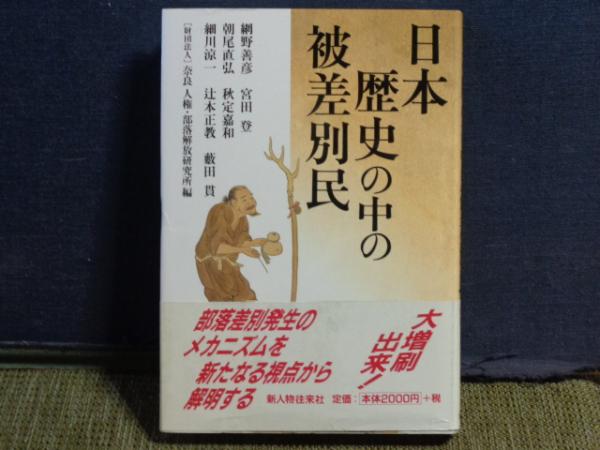 日本
歴史の中の
被差別民
網野善彦　宮田 登
朝尾直弘　秋定嘉和
細川涼一　辻本正教　藪田 貫
［財団法人］奈良 人権・部落解放研究所編
大増刷
出来！
部落差別発生の
メカニズムを
新たなる視点から
解明する
新人物往来社　定価：本体2000円＋税